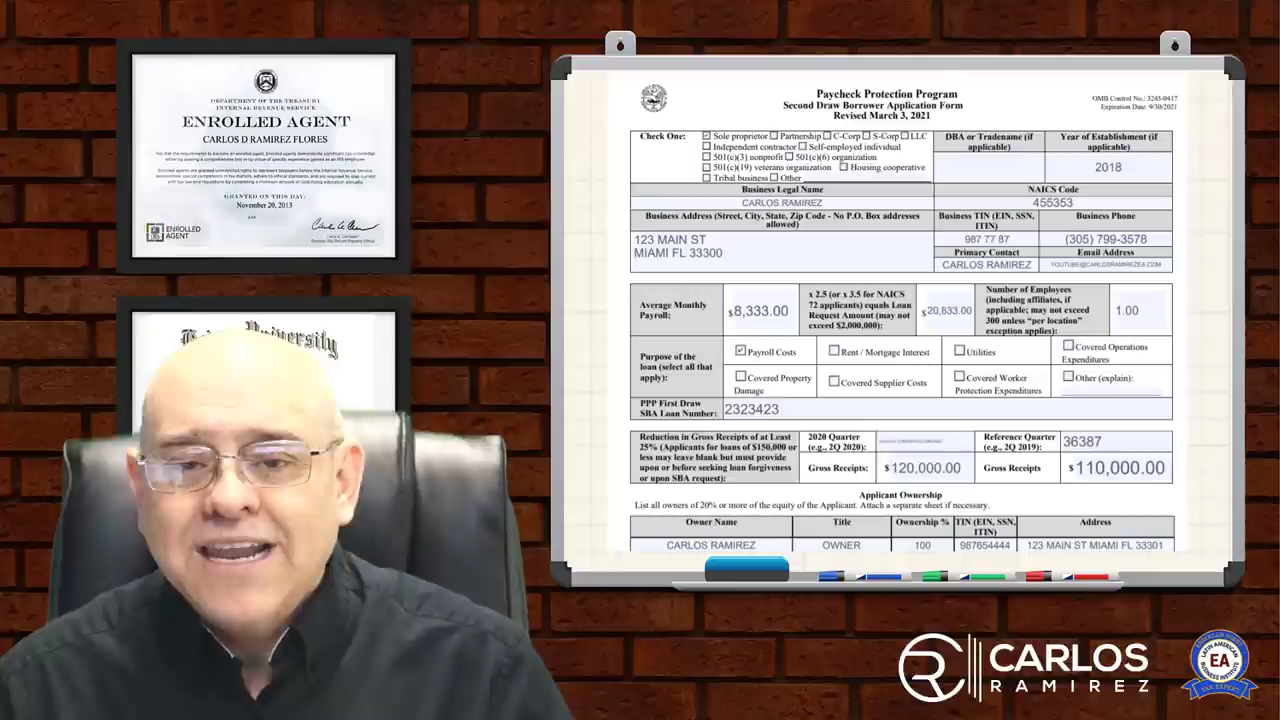 DEPARTMENT OF THE TREASURY
INTERNAL REVENUE SERVICE
ENROLLED AGENT
CARLOS D RAMIREZ FLORES
GRANTED ON THIS DAY:
November 20, 2013
ENROLLED
AGENT
University
Paycheck Protection Program
Second Draw Borrower Application Form
Revised March 3, 2021
OMB Control No.: 3245-0417
Expiration Date: 9/30/2021
Check One:
Sole proprietor Partnership C-Corp S-Corp LLC
Independent contractor Self-employed individual
501(c)(3) nonprofit 501(c)(6) organization
501(c)(19) veterans organization Housing cooperative
Tribal business Other
DBA or Tradename (if
applicable)
Year of Establishment (if
applicable)
2018
Business Legal Name
NAICS Code
CARLOS RAMIREZ
455353
Business Address (Street, City, State, Zip Code - No P.O. Box addresses
allowed)
Business TIN (EIN, SSN,
ITIN)
Business Phone
123 MAIN ST
MIAMI FL 33300
987 77 87
(305) 799-3578
Primary Contact
Email Address
CARLOS RAMIREZ
YOUTUBE@CARLOSRAMIREZEA.COM
Average Monthly
Payroll:
$8,333.00
x 2.5 (or x 3.5 for NAICS
72 applicants) equals Loan
Request Amount (may not
exceed $2,000,000):
$20,833.00
Number of Employees
(including affiliates, if
applicable; may not exceed
300 unless "per location"
exception applies):
1.00
Purpose of the
loan (select all that
apply):
Payroll Costs
Rent / Mortgage Interest
Utilities
Covered Operations
Expenditures
Covered Property
Damage
Covered Supplier Costs
Covered Worker
Protection Expenditures
Other (explain):
PPP First Draw
SBA Loan Number:
2323423
Reduction in Gross Receipts of at Least
25% (Applicants for loans of $150,000 or
less may leave blank but must provide
upon or before seeking loan forgiveness
or upon SBA request):
2020 Quarter
(e.g., 2Q 2020):
Reference Quarter
(e.g., 2Q 2019):
36387
Gross Receipts:
$120,000.00
Gross Receipts
$110,000.00
Applicant Ownership
List all owners of 20% or more of the equity of the Applicant. Attach a separate sheet if necessary.
Owner Name
Title
Ownership %
TIN (EIN, SSN,
ITIN)
Address
CARLOS RAMIREZ
OWNER
100
987654444
123 MAIN ST MIAMI FL 33301
CARLOS
RAMIREZ
ENROLLED AGENT
LATIN AMERICAN
EA
BUSINESS INSTITUTE
TAX EXPERT